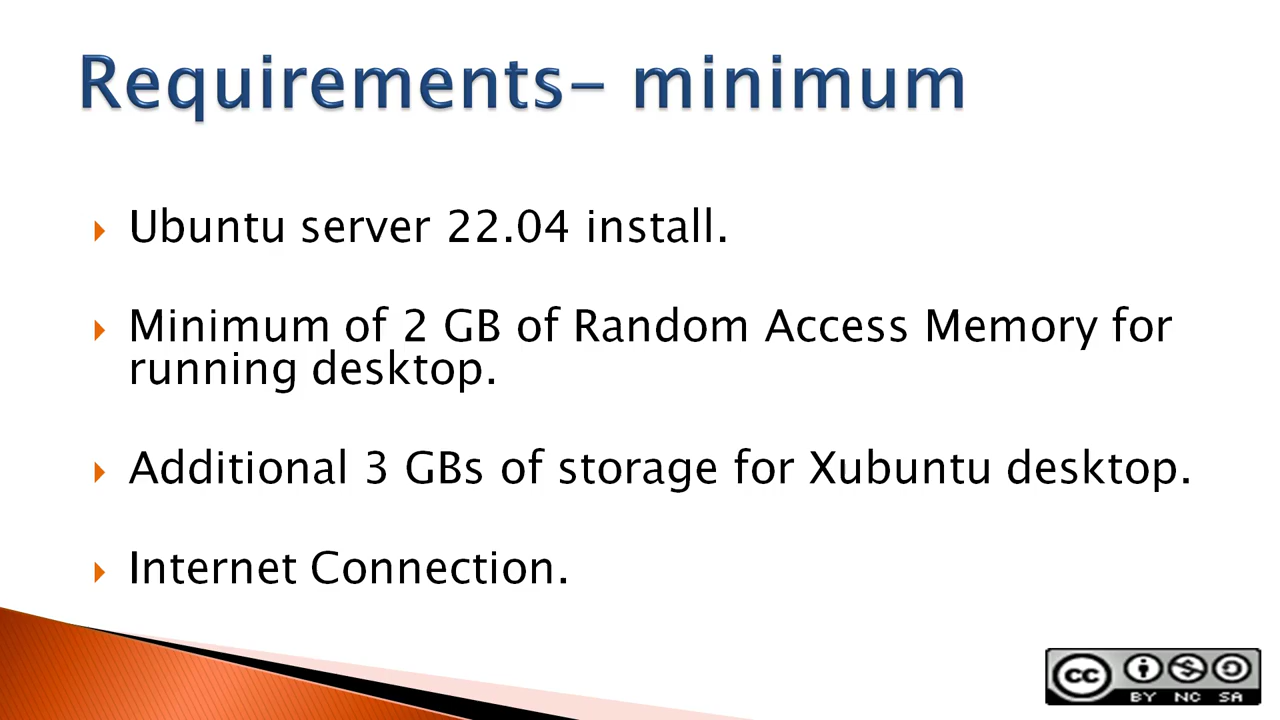 Requirements- minimum
Ubuntu server 22.04 install.
Minimum of 2 GB of Random Access Memory for
running desktop.
Additional 3 GBs of storage for Xubuntu desktop.
Internet Connection.
cc
BY NC SA